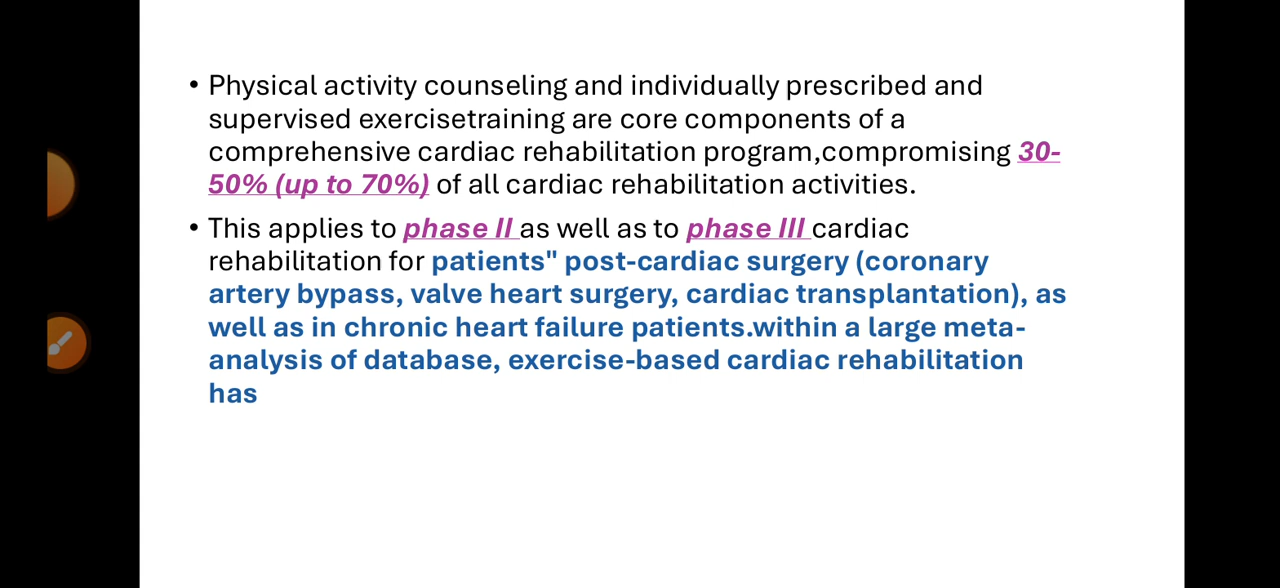 • Physical activity counseling and individually prescribed and
supervised exercisetraining are core components of a
comprehensive cardiac rehabilitation program,compromising 30-
50% (up to 70%) of all cardiac rehabilitation activities.
• This applies to phase II as well as to phase III cardiac
rehabilitation for patients" post-cardiac surgery (coronary
artery bypass, valve heart surgery, cardiac transplantation), as
well as in chronic heart failure patients.within a large meta-
analysis of database, exercise-based cardiac rehabilitation
has